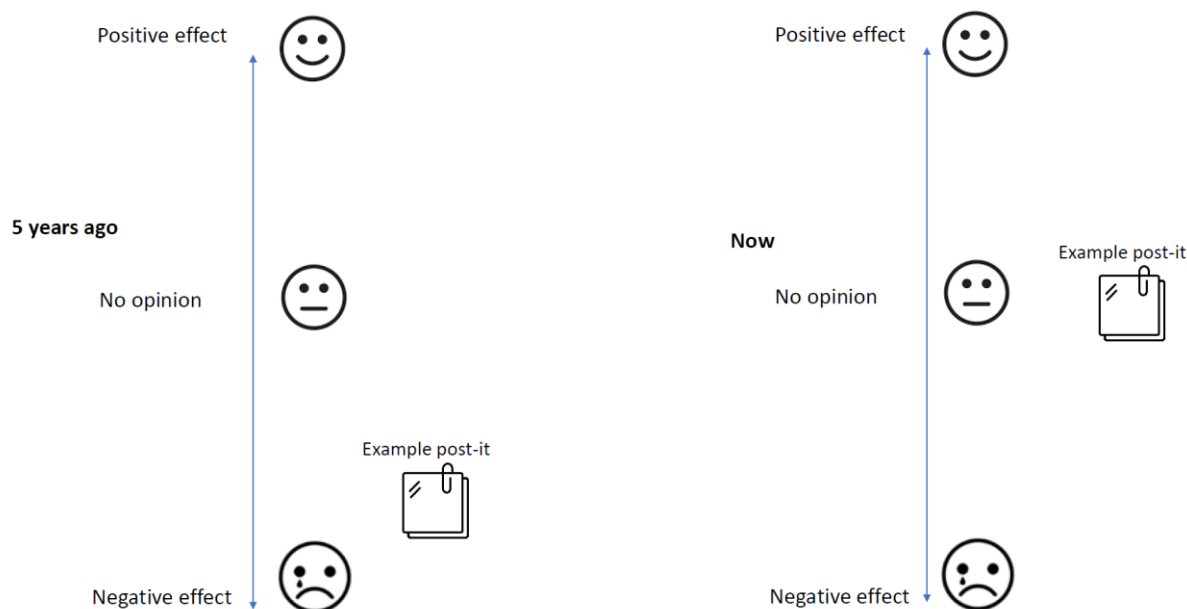 Positive effect
5 years ago
No opinion
Example post-it
Negative effect
Positive effect
Now
Example post-it
No opinion
Negative effect